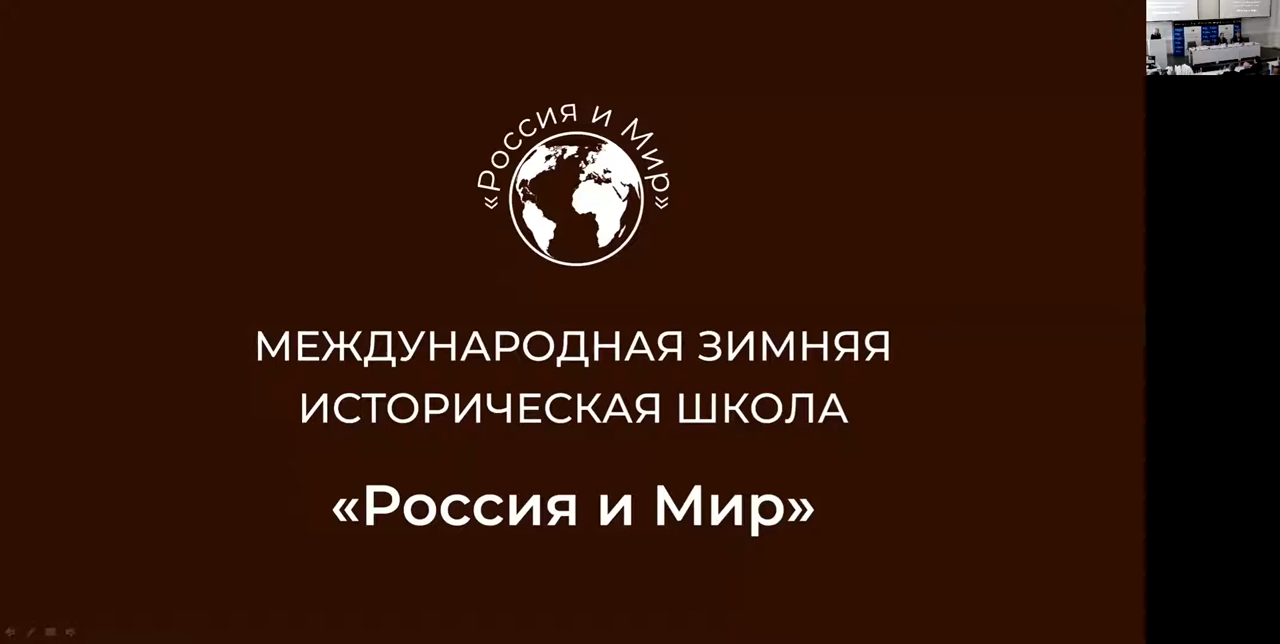 «Россия и Мир»
МЕЖДУНАРОДНАЯ ЗИМНЯЯ
ИСТОРИЧЕСКАЯ ШКОЛА
«Россия и Мир»